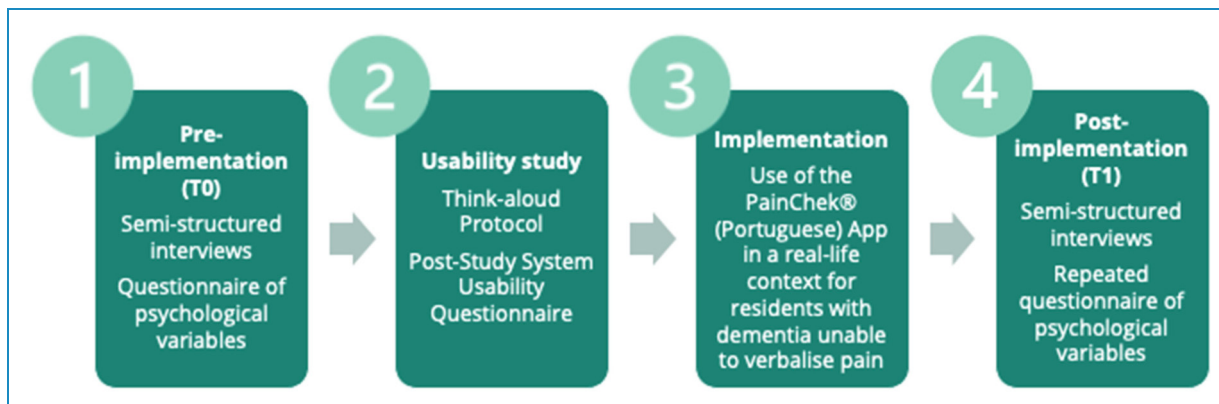 1
Pre-
implementation
(T0)
Semi-structured
interviews
Questionnaire of
psychological
variables
2
Usability study
Think-aloud
Protocol
Post-Study System
Usability
Questionnaire
3
Implementation
Use of the
PainChek®
(Portuguese) App
in a real-life
context for
residents with
dementia unable
to verbalise pain
4
Post-
implementation
(T1)
Semi-structured
interviews
Repeated
questionnaire of
psychological
variables